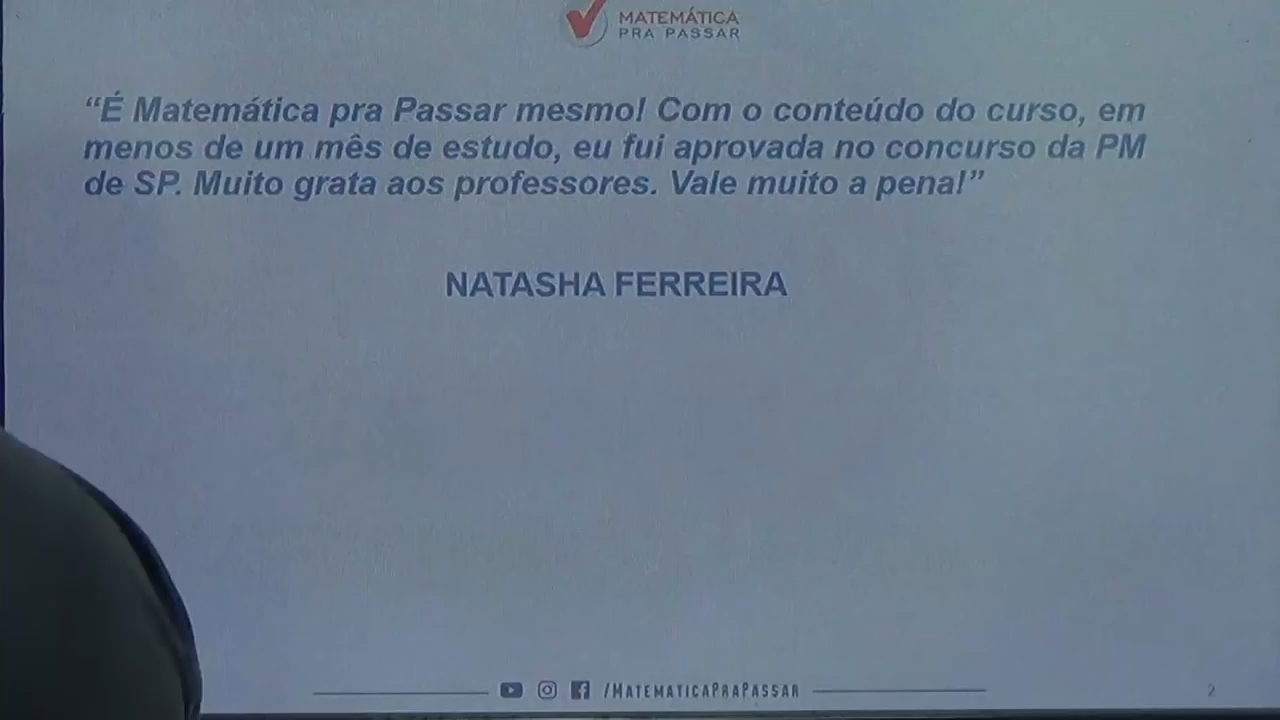 MATEMÁTICA
PRA PASSAR
“É Matemática pra Passar mesmo! Com o conteúdo do curso, em
menos de um mês de estudo, eu fui aprovada no concurso da PM
de SP. Muito grata aos professores. Vale muito a pena!”
NATASHA FERREIRA
/MATEMATICAPRAPASSAR
2